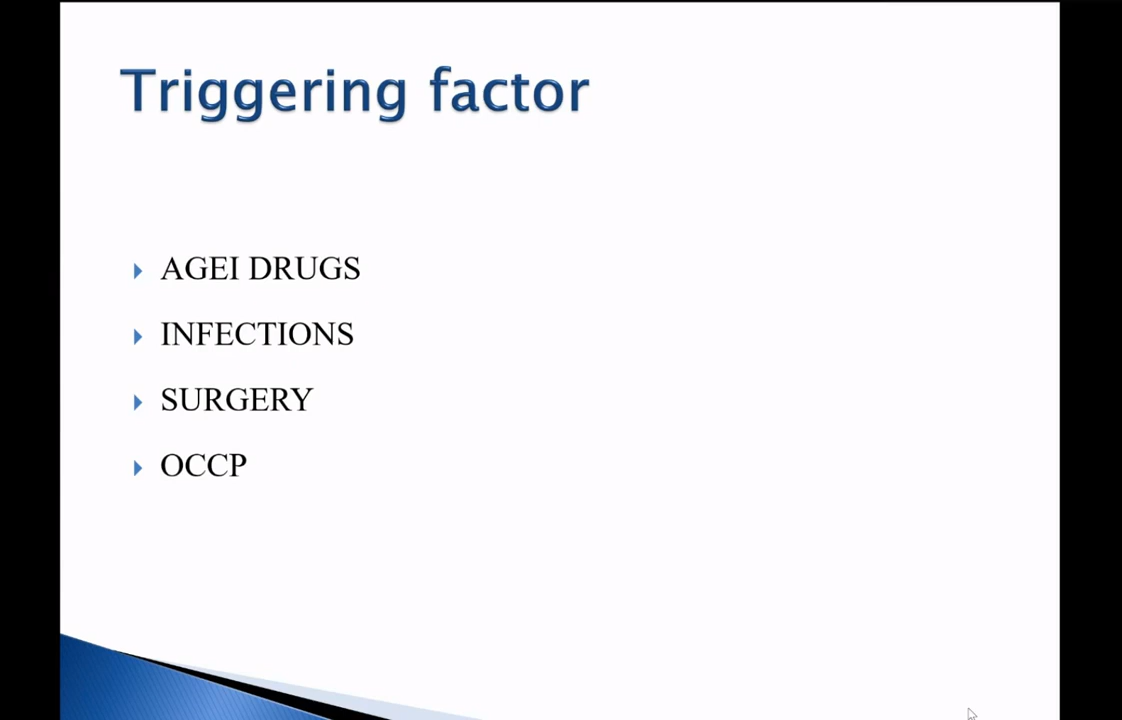 Triggering factor
AGEI DRUGS
INFECTIONS
SURGERY
OCCP